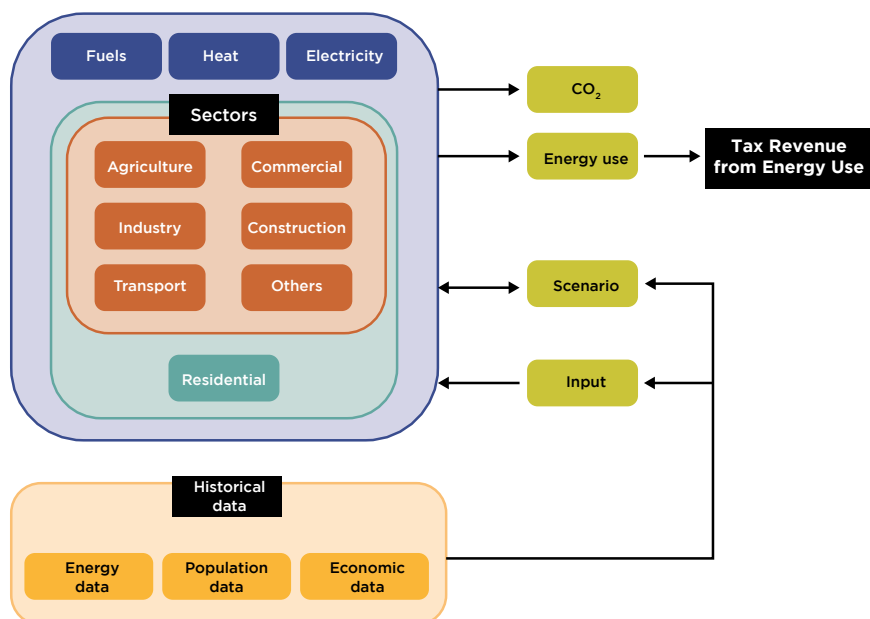 Fuels
Heat
Electricity
Sectors
Agriculture
Commercial
Industry
Construction
Transport
Others
Residential
CO₂
Energy use
Tax Revenue
from Energy Use
Scenario
Input
Historical
data
Energy
data
Population
data
Economic
data